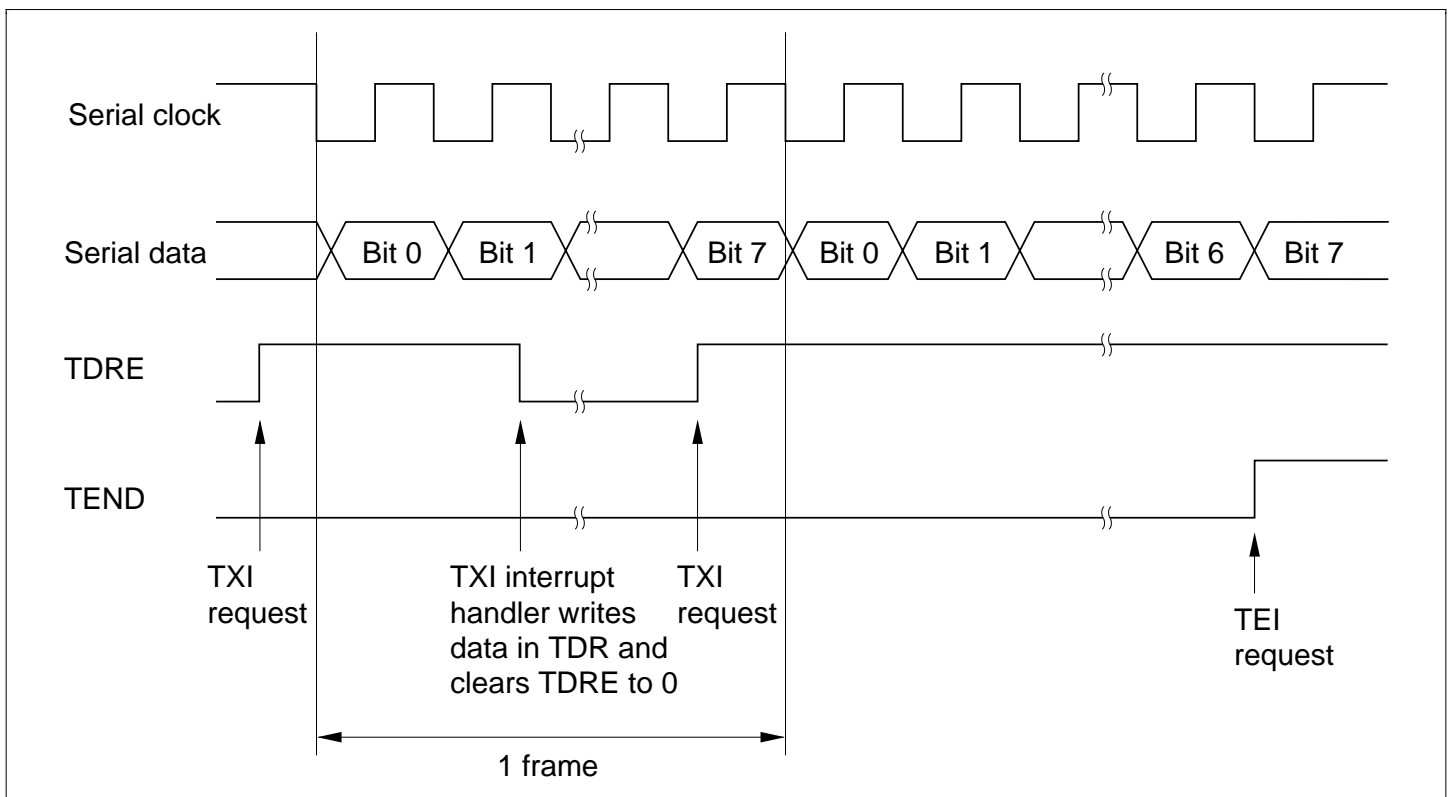 Serial clock
Serial data
Bit 0
Bit 1
Bit 7
Bit 0
Bit 1
Bit 6
Bit 7
TDRE
TEND
TXI
request
TXI interrupt
handler writes
data in TDR and
clears TDRE to 0
TXI
request
TEI
request
1 frame